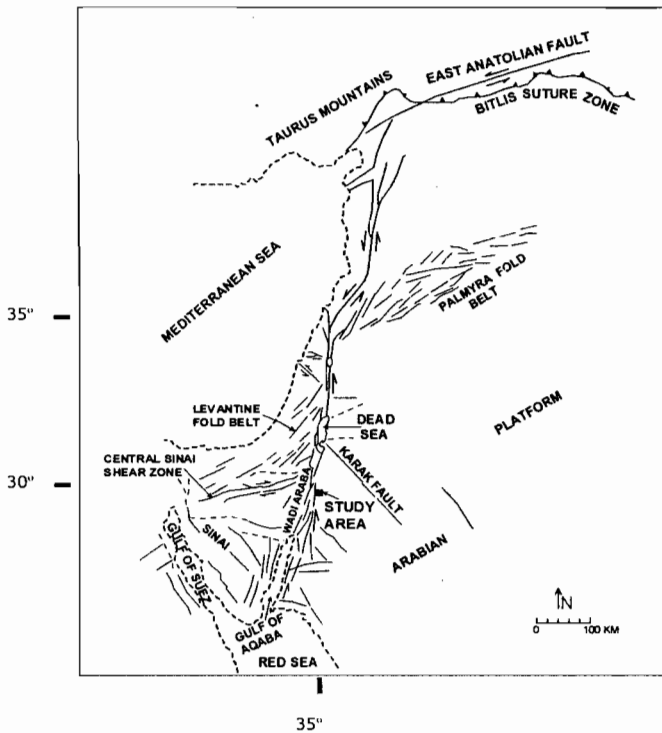 EAST ANATOLIAN FAULT
TAURUS MOUNTAINS
BITLIS SUTURE ZONE
MEDITERRANEAN SEA
PALMYRA FOLD
BELT
35"
LEVANTINE
FOLD BELT
DEAD
SEA
PLATFORM
CENTRAL SINAI
SHEAR ZONE
KARAK FAULT
30"
WADI ARABA
STUDY
AREA
SINAI
ARABIAN
GULF OF SUEZ
N
0 100 KM
GULF OF
AQABA
RED SEA
35"